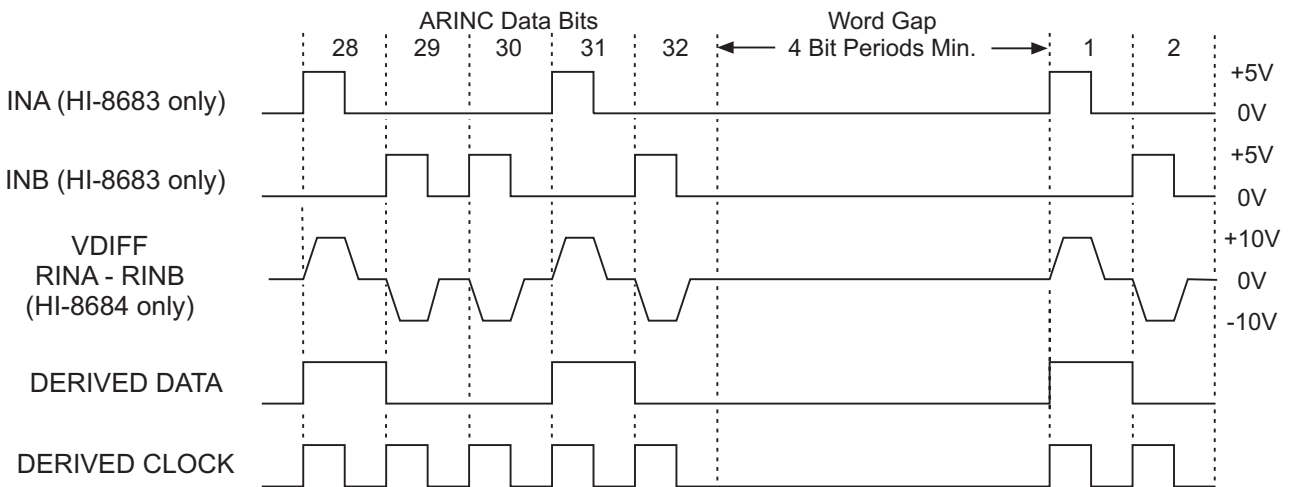 ARINC Data Bits
Word Gap
28 29 30 31 32 4 Bit Periods Min. 1 2
INA (HI-8683 only)
+5V
0V
INB (HI-8683 only)
+5V
0V
VDIFF
RINA - RINB
(HI-8684 only)
+10V
0V
-10V
DERIVED DATA
DERIVED CLOCK